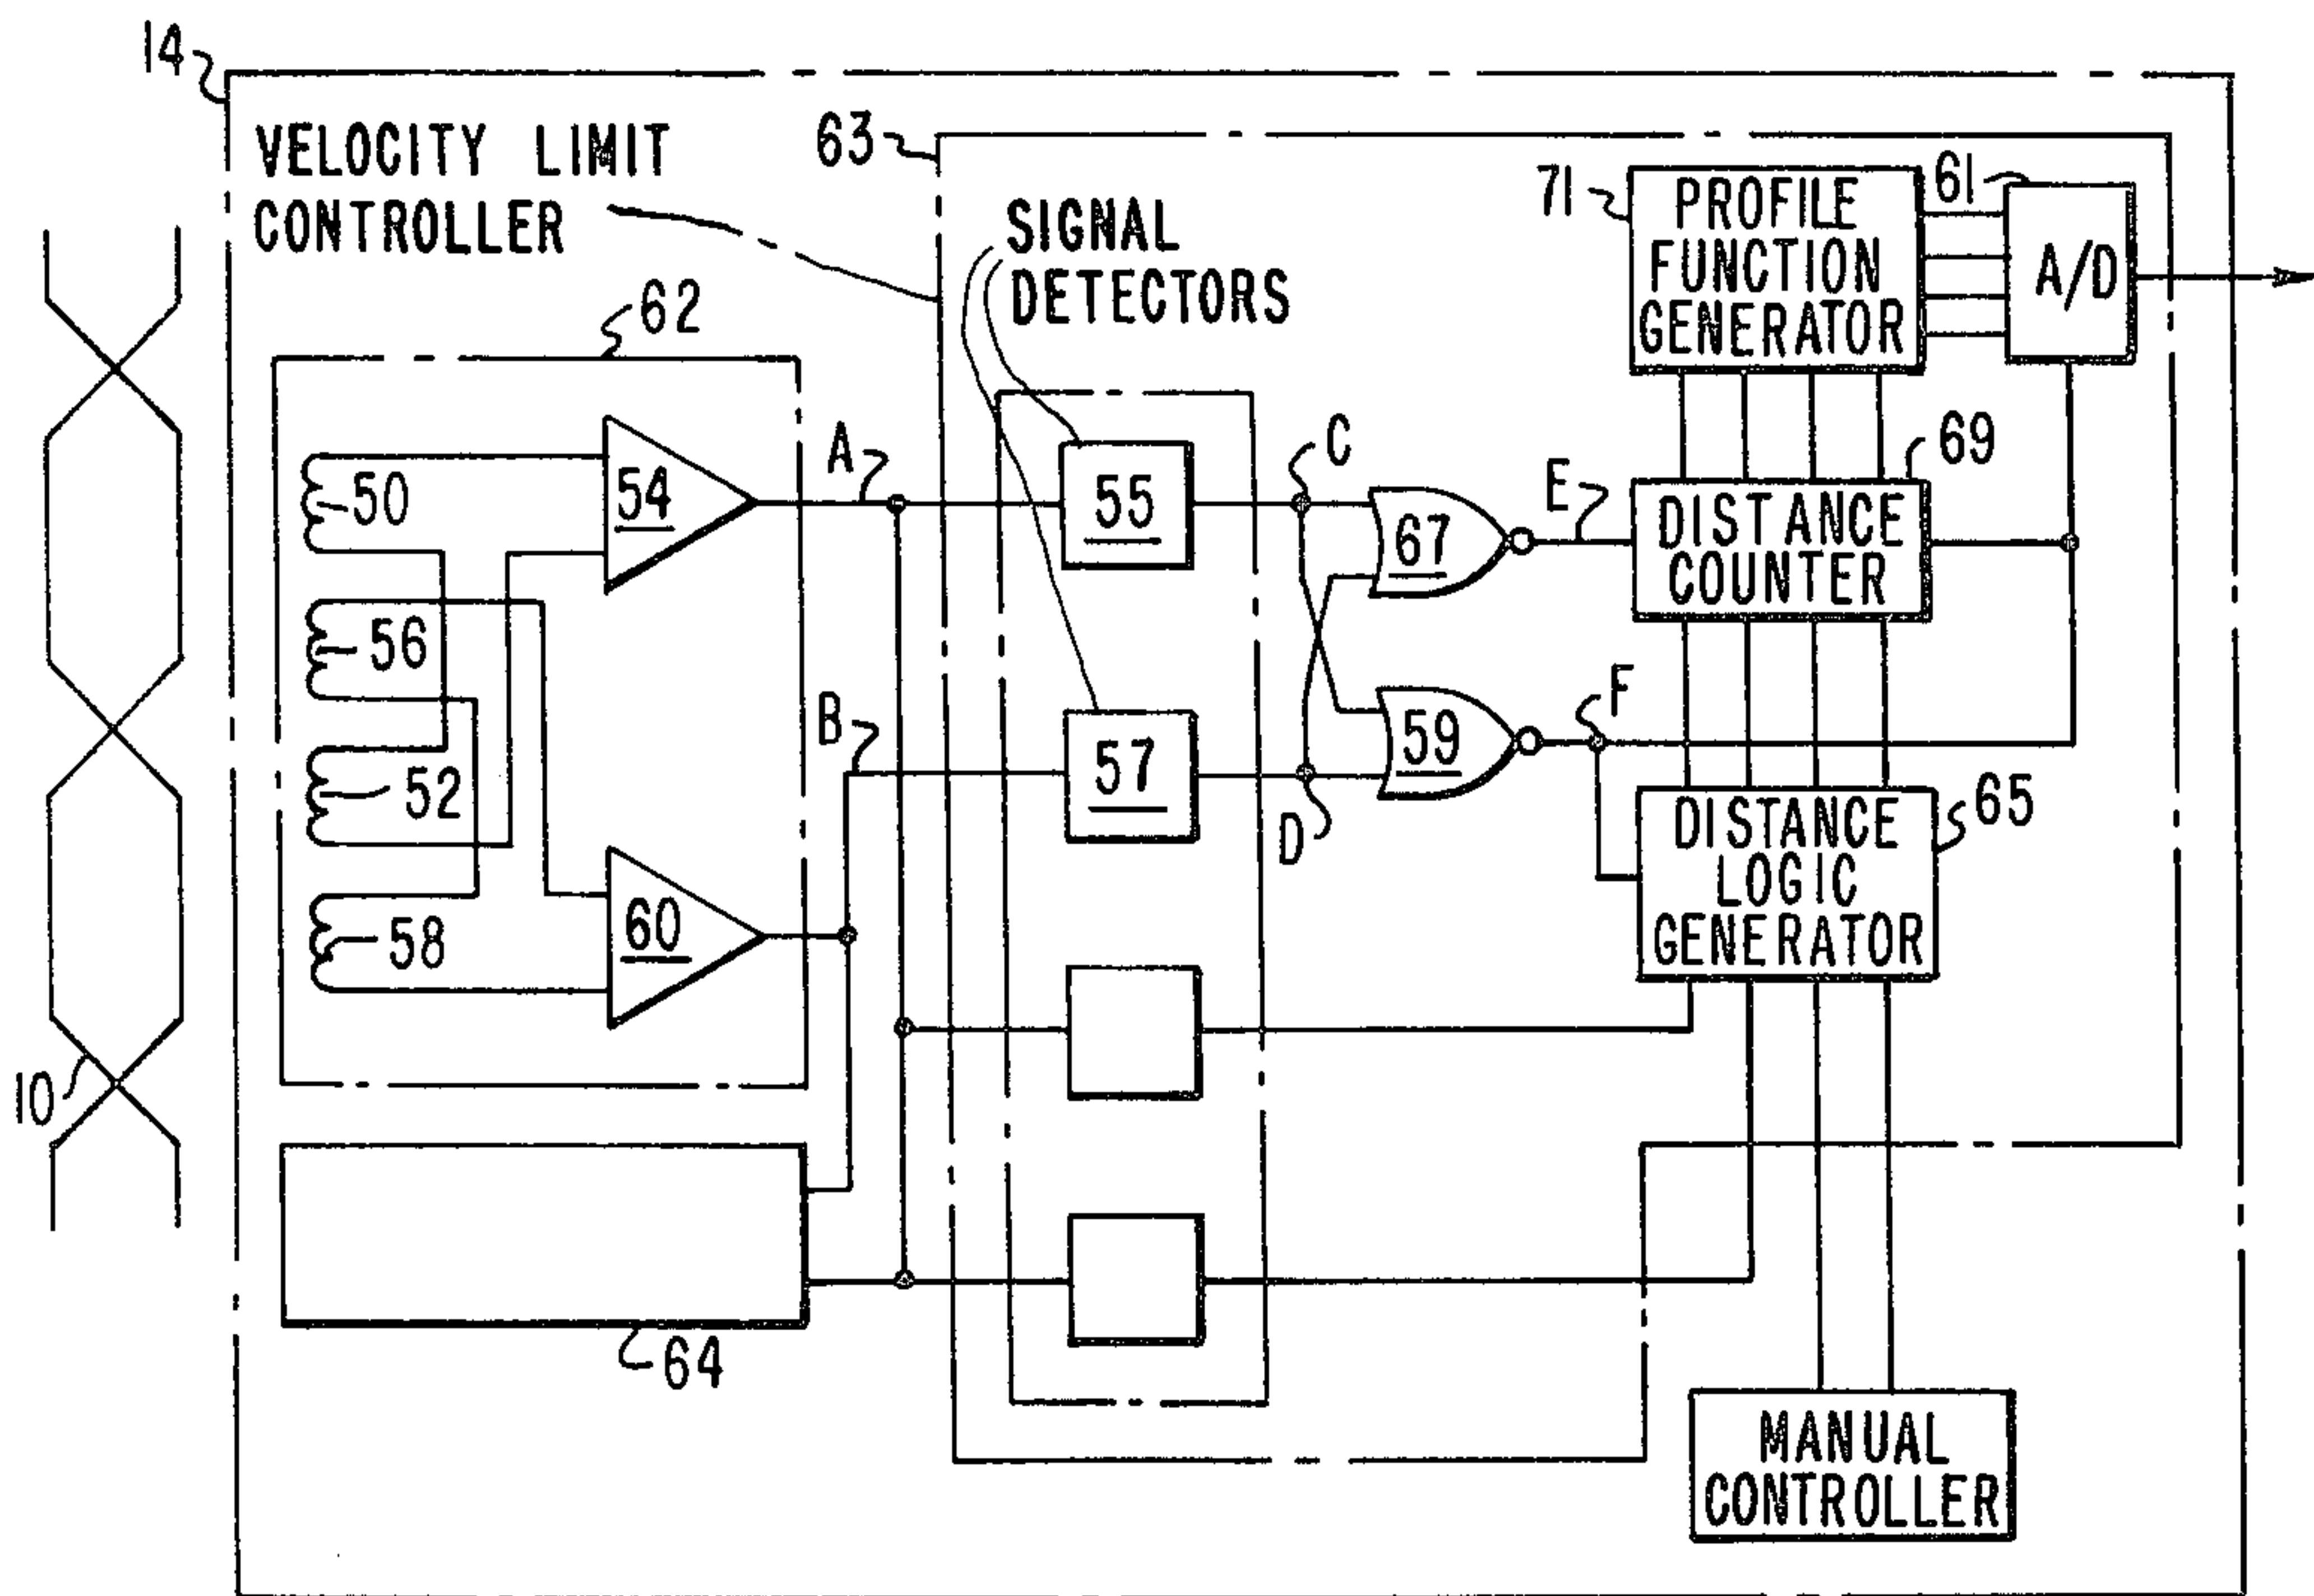 14
VELOCITY LIMIT
CONTROLLER
63
SIGNAL
DETECTORS
71
PROFILE
FUNCTION
GENERATOR
61
A/D
62
50
54
A
55
C
67
E
69
DISTANCE
COUNTER
56
52
B
57
D
59
F
65
DISTANCE
LOGIC
GENERATOR
58
60
10
64
MANUAL
CONTROLLER